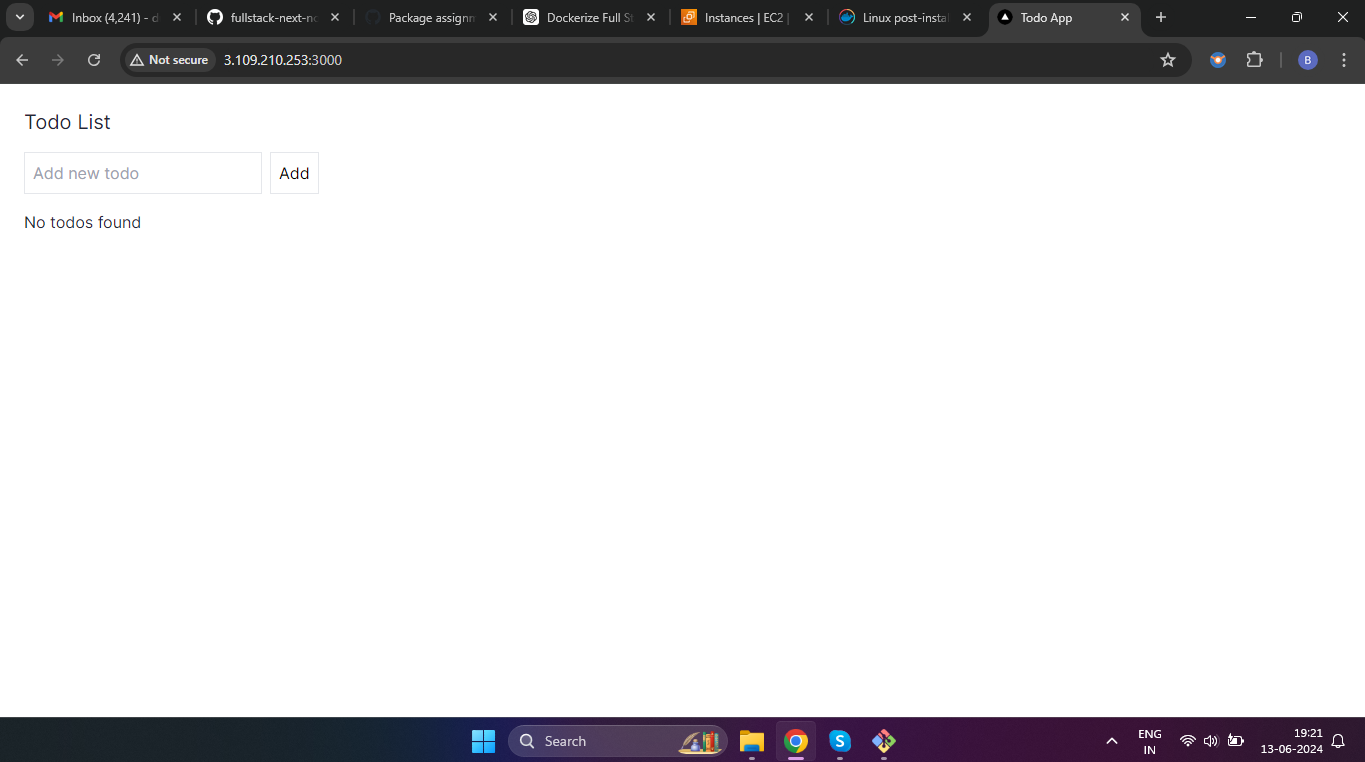 Inbox (4,241) - d
fullstack-next-no
Package assignm
Dockerize Full St
Instances | EC2 |
Linux post-instal
Todo App
Not secure
3.109.210.253:3000
B
Todo List
Add new todo
Add
No todos found
Search
S
ENG
IN
19:21
13-06-2024